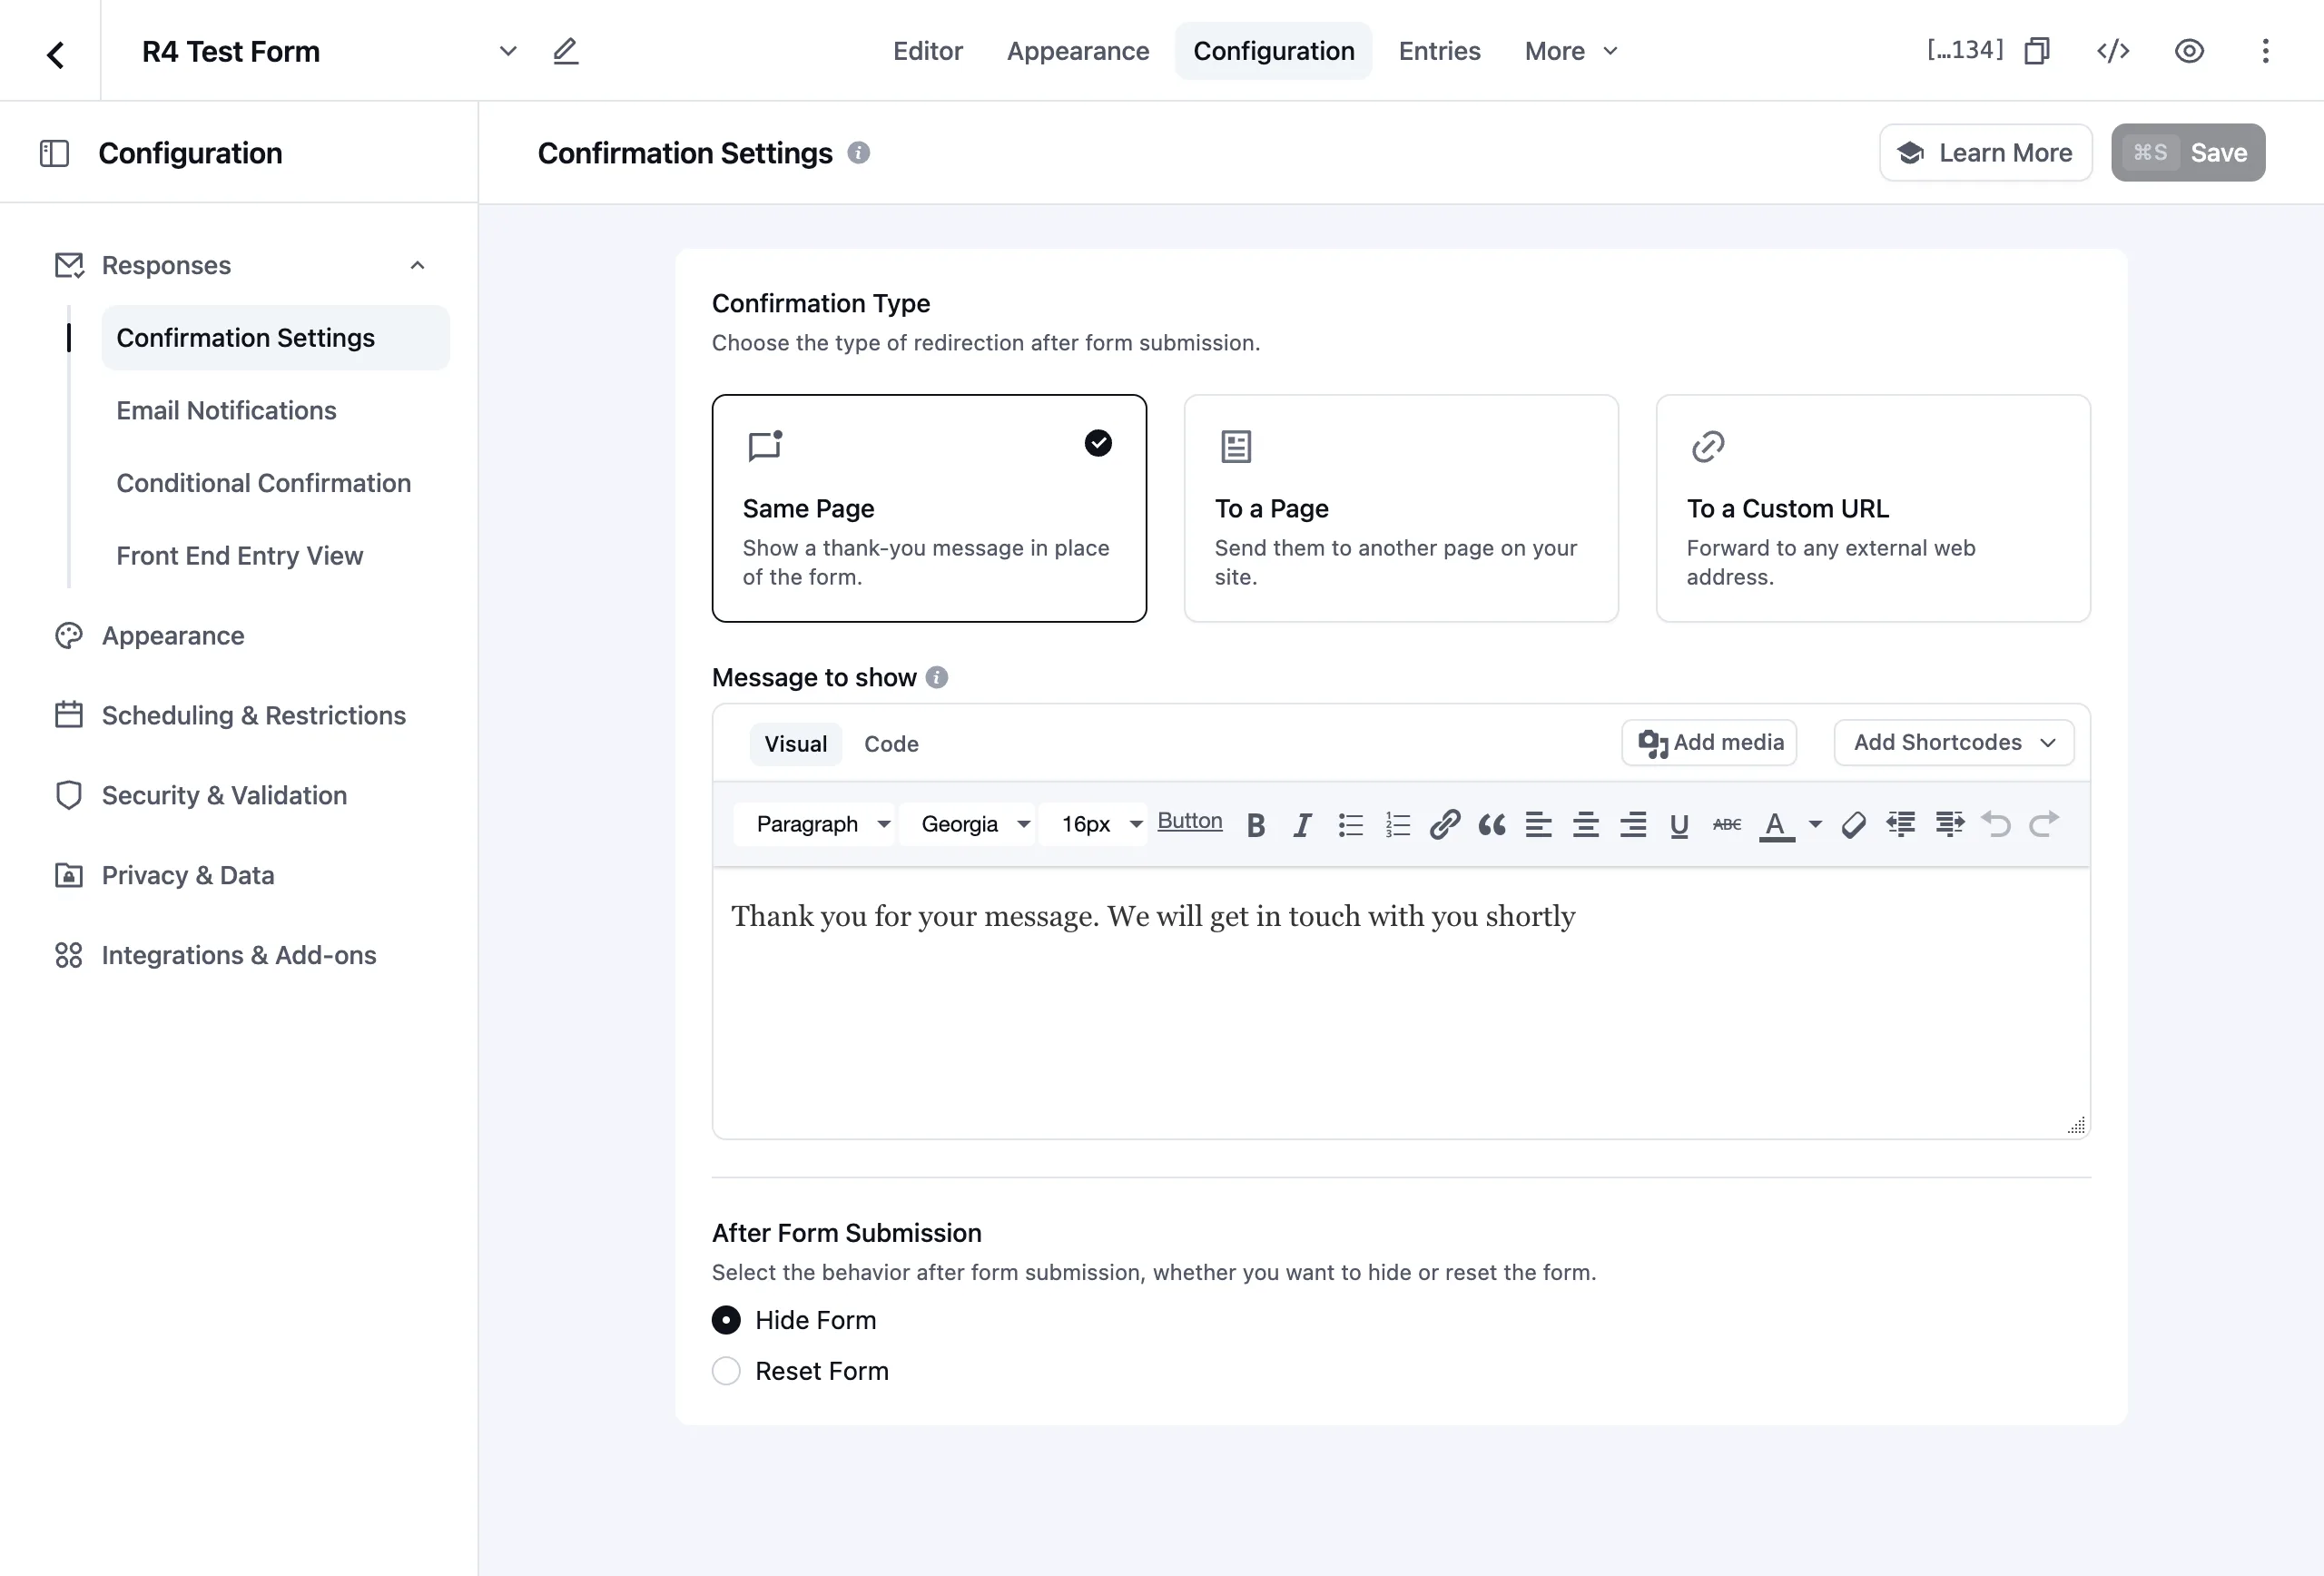 R4 Test Form
Editor
Appearance
Configuration
Entries
More
[...134]
Configuration
Confirmation Settings
Learn More
⌘S Save
Responses
Confirmation Settings
Email Notifications
Conditional Confirmation
Front End Entry View
Appearance
Scheduling & Restrictions
Security & Validation
Privacy & Data
Integrations & Add-ons
Confirmation Type
Choose the type of redirection after form submission.
Same Page
Show a thank-you message in place
of the form.
To a Page
Send them to another page on your
site.
To a Custom URL
Forward to any external web
address.
Message to show
Visual
Code
Add media
Add Shortcodes
Paragraph
Georgia
16px
Button
B
I
U
ABC
A
Thank you for your message. We will get in touch with you shortly
After Form Submission
Select the behavior after form submission, whether you want to hide or reset the form.
Hide Form
Reset Form